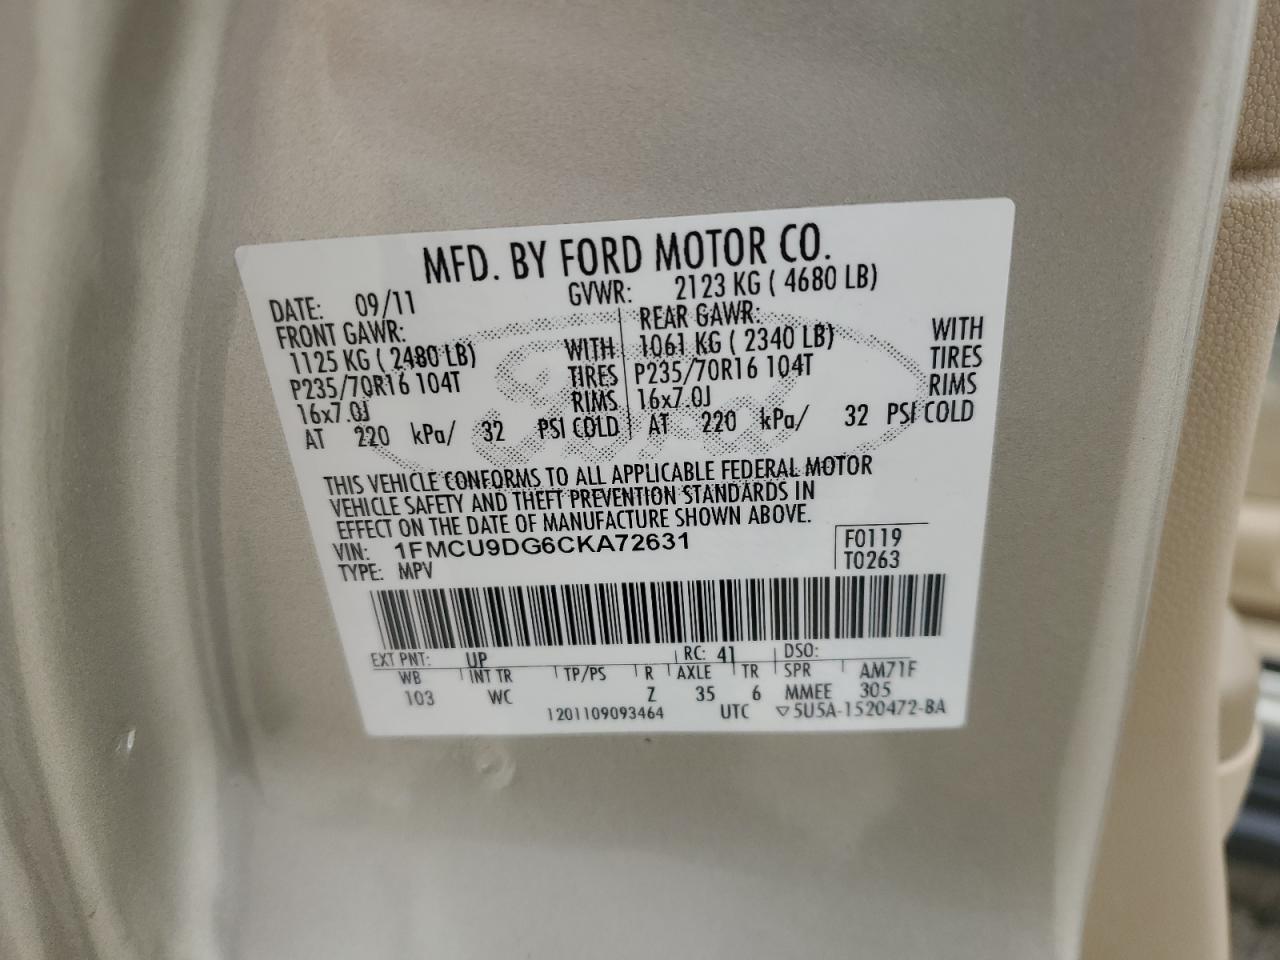 MFD. BY FORD MOTOR CO.
DATE: 09/11 GVWR: 2123 KG ( 4680 LB)
FRONT GAWR: REAR GAWR:
1125 KG ( 2480 LB) WITH 1061 KG ( 2340 LB) WITH
P235/70R16 104T TIRES P235/70R16 104T TIRES
16x7.0J RIMS 16x7.0J RIMS
AT 220 kPa/ 32 PSI COLD AT 220 kPa/ 32 PSI COLD
THIS VEHICLE CONFORMS TO ALL APPLICABLE FEDERAL MOTOR
VEHICLE SAFETY AND THEFT PREVENTION STANDARDS IN
EFFECT ON THE DATE OF MANUFACTURE SHOWN ABOVE.
VIN: 1FMCU9DG6CKA72631 F0119
TYPE: MPV T0263
EXT PNT: UP RC: 41 DSO:
WB INT TR TP/PS R AXLE TR SPR AM71F
103 WC Z 35 6 MMEE 305
1201109093464 UTC ▽5U5A-1520472-BA